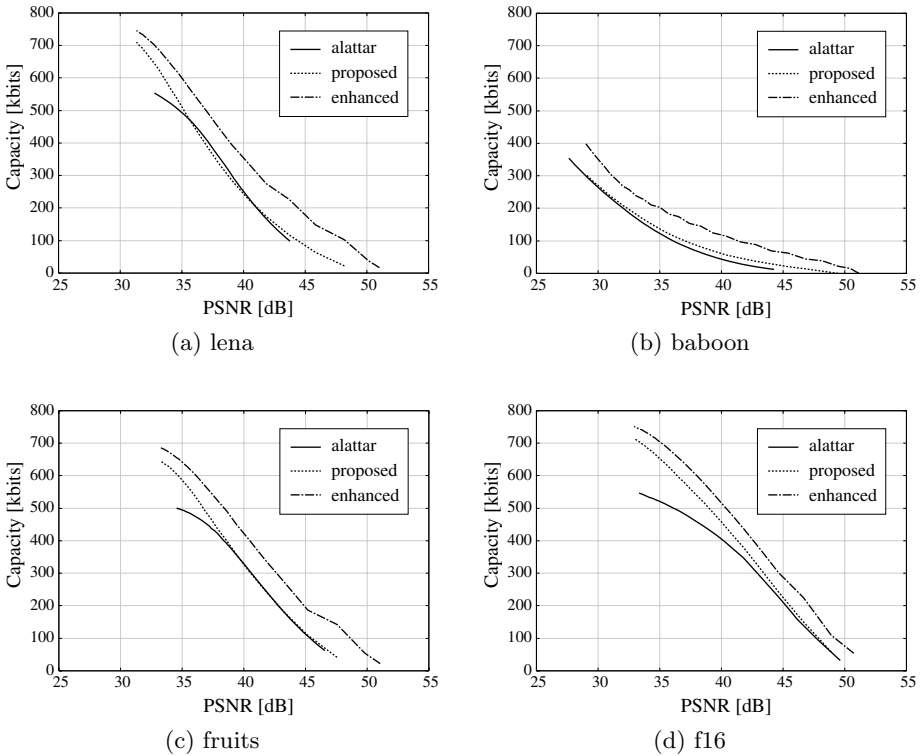 800
700
600
500
400
300
200
100
0
Capacity [kbits]
alattar
proposed
enhanced
25 30 35 40 45 50 55
PSNR [dB]
(a) lena
800
700
600
500
400
300
200
100
0
Capacity [kbits]
alattar
proposed
enhanced
25 30 35 40 45 50 55
PSNR [dB]
(b) baboon
800
700
600
500
400
300
200
100
0
Capacity [kbits]
alattar
proposed
enhanced
25 30 35 40 45 50 55
PSNR [dB]
(c) fruits
800
700
600
500
400
300
200
100
0
Capacity [kbits]
alattar
proposed
enhanced
25 30 35 40 45 50 55
PSNR [dB]
(d) f16